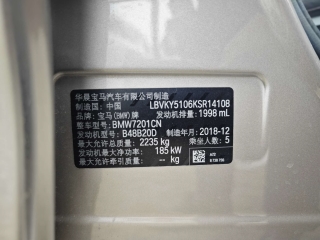 华晨宝马汽车有限公司制造
制造国：中国 LBVKY5106KSR14108
品牌：宝马(BMW)牌 发动机排量：1998 mL
整车型号：BMW7201CN
发动机型号：B48B20D 制造年月：2018-12
最大允许总质量：2235 kg 乘坐人数：5
发动机最大净功率：185 kW
最大允许牵引质量：-- kg